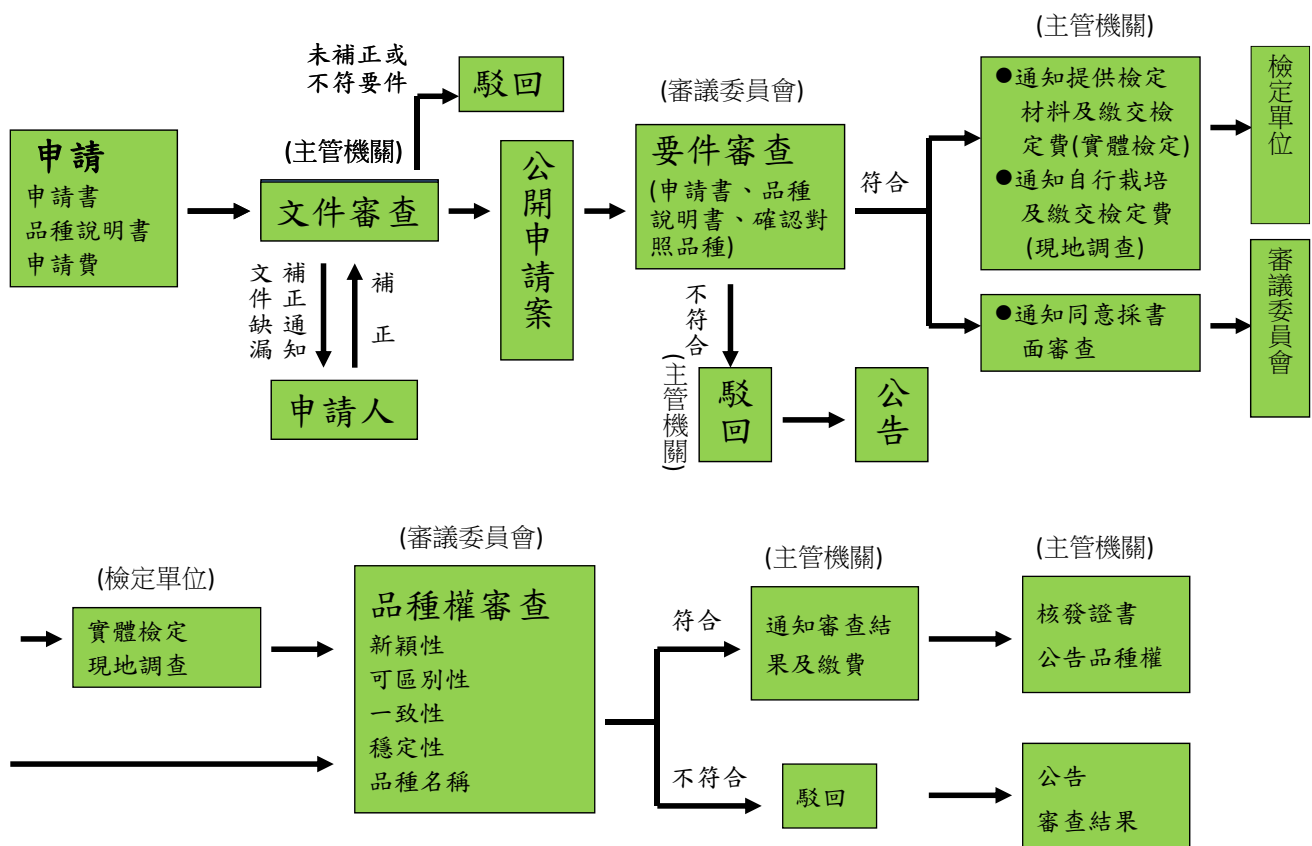 申請
申請書
品種說明書
申請費
(主管機關)
文件審查
未補正或
不符要件
駁回
文件缺漏
補正通知
補正
申請人
公開申請案
(審議委員會)
要件審查
(申請書、品種
說明書、確認對
照品種)
不符合
(主管機關)
駁回
公告
符合
(主管機關)
●通知提供檢定
材料及繳交檢
定費(實體檢定)
●通知自行栽培
及繳交檢定費
(現地調查)
檢定單位
●通知同意採書
面審查
審議委員會
(檢定單位)
實體檢定
現地調查
(審議委員會)
品種權審查
新穎性
可區別性
一致性
穩定性
品種名稱
符合
(主管機關)
通知審查結
果及繳費
(主管機關)
核發證書
公告品種權
不符合
駁回
公告
審查結果